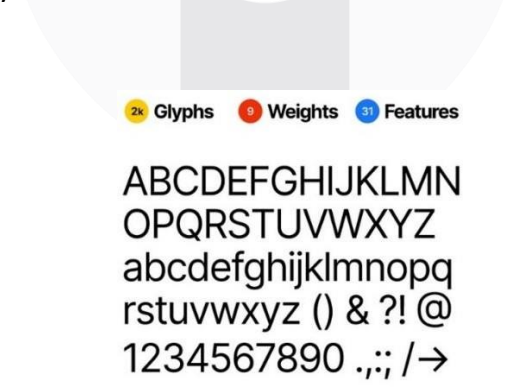 2k Glyphs 9 Weights 31 Features
ABCDEFGHIJKLMN
OPQRSTUVWXYZ
abcdefghijklmnopq
rstuvwxyz () & ?! @
1234567890 .,:; /→